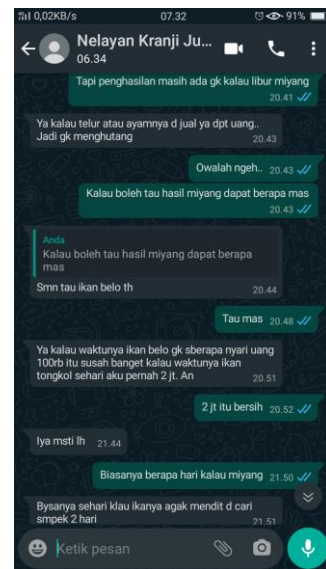 0,02KB/s 07.32 91%
Nelayan Kranji Ju...
06.34
Tapi penghasilan masih ada gk kalau libur miyang
20.41
Ya kalau telur atau ayamnya d jual ya dpt uang..
Jadi gk menghutang 20.43
Owalah ngeh.. 20.43
Kalau boleh tau hasil miyang dapat berapa mas
20.43
Anda
Kalau boleh tau hasil miyang dapat berapa
mas
Smn tau ikan belo th 20.44
Tau mas 20.48
Ya kalau waktunya ikan belo gk sberapa nyari uang
100rb itu susah banget kalau waktunya ikan
tongkol sehari aku pernah 2 jt. An 20.51
2 jt itu bersih 20.52
Iya msti lh 21.44
Biasanya berapa hari kalau miyang 21.50
Bysanya sehari klau ikanya agak mendit d cari
smpek 2 hari 21.51
Ketik pesan